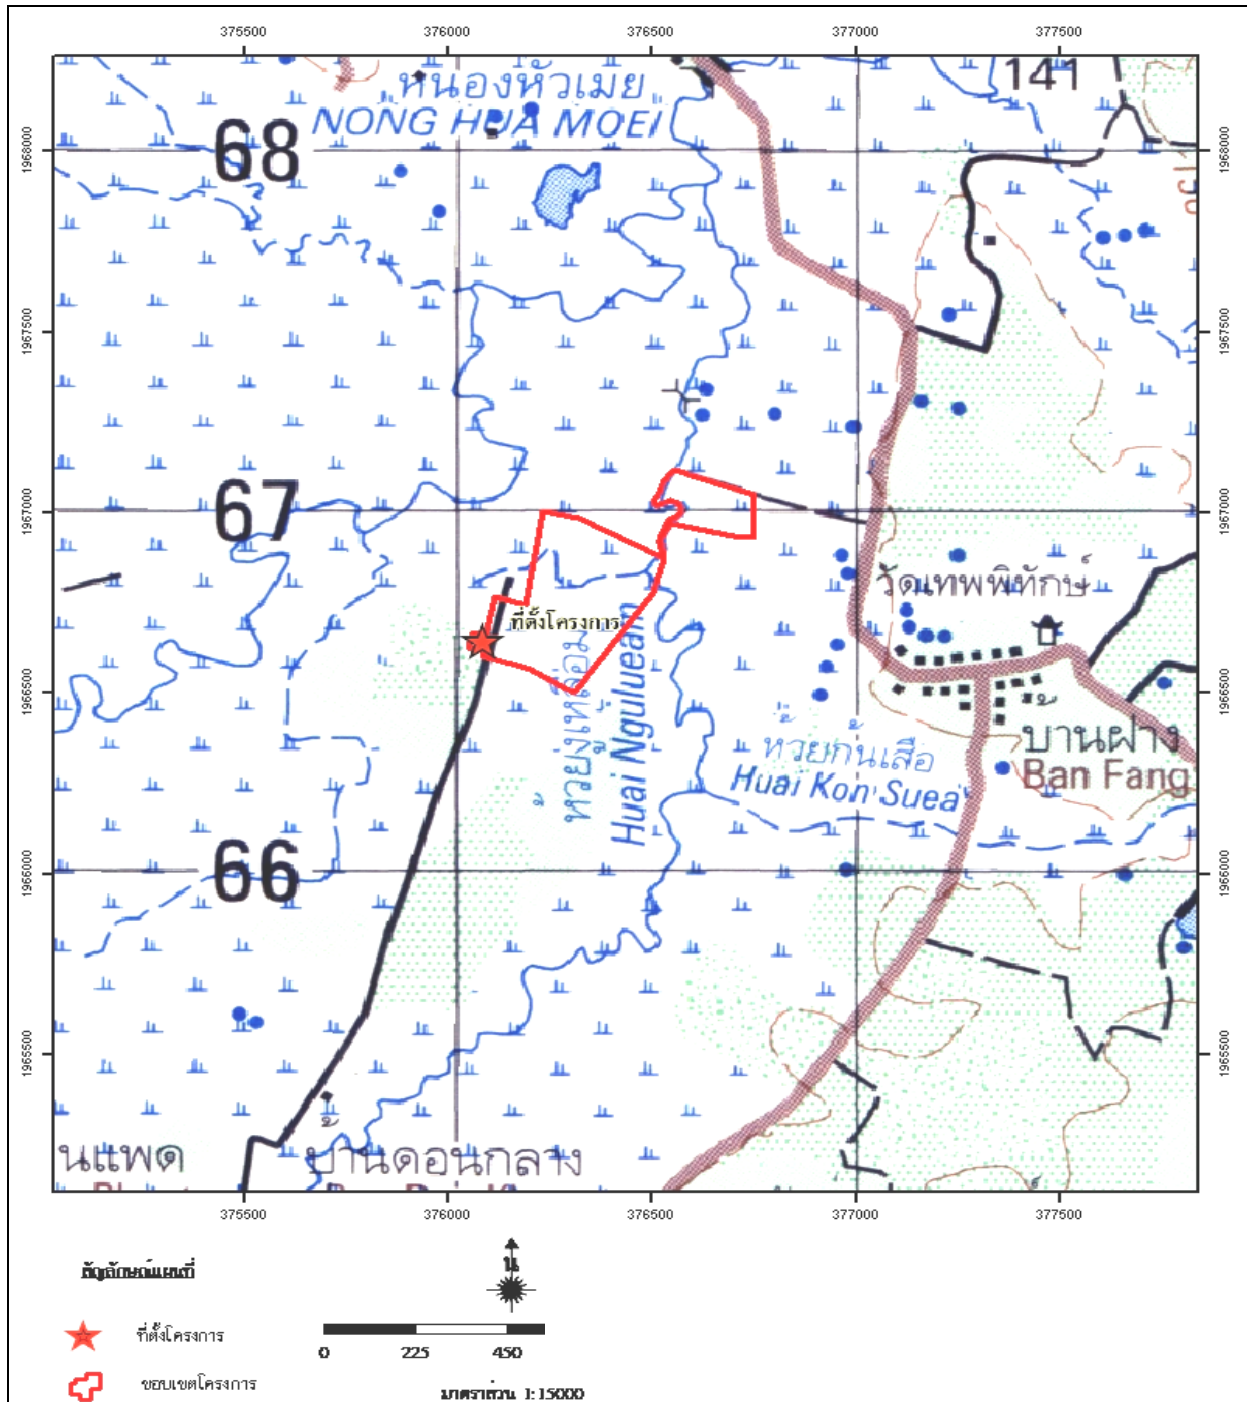 375500 376000 376500 377000 377500
หนองหัวเมย
NONG HUA MOEI
141
68
1968000
1968000
1967500
1967500
67
1967000
1967000
วัดเทพพิทักษ์
ที่ตั้งโครงการ
ห้วยงูเหลือม
Huai Ngulueam
1966500
1966500
บ้านฝาง
Ban Fang
ห้วยก้นเสือ
Huai Kon Suea
66
1966000
1966000
1965500
1965500
นแพด
บ้านดอนกลาง
375500 376000 376500 377000 377500
สัญลักษณ์แผนที่
น
ที่ตั้งโครงการ
0 225 450
ขอบเขตโครงการ
มาตราส่วน 1:15000